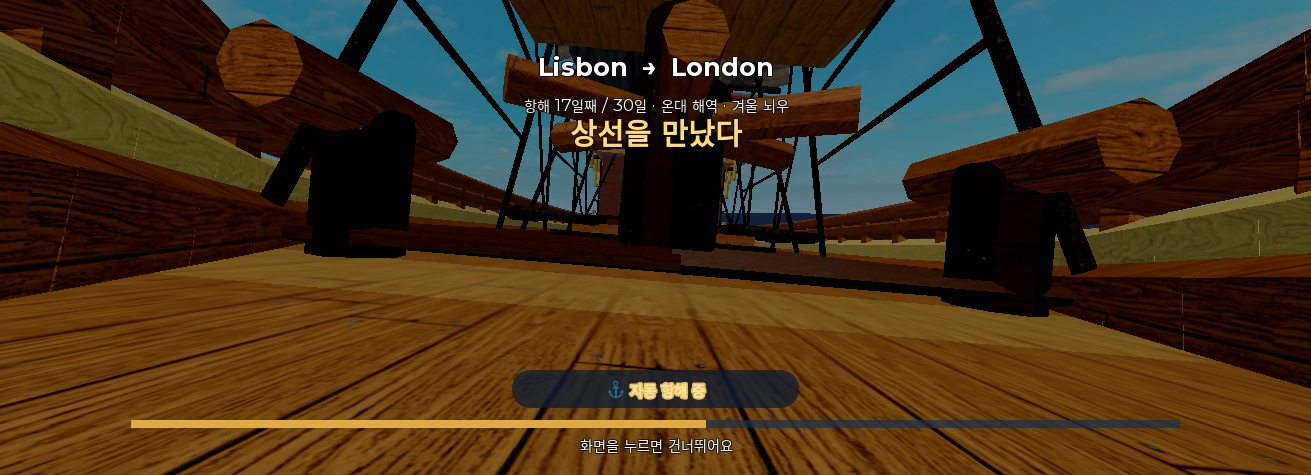 Lisbon → London
항해 17일째 / 30일 · 온대 해역 · 겨울 뇌우
상선을 만났다
⚓ 자동 항해 중
화면을 누르면 건너뛰어요